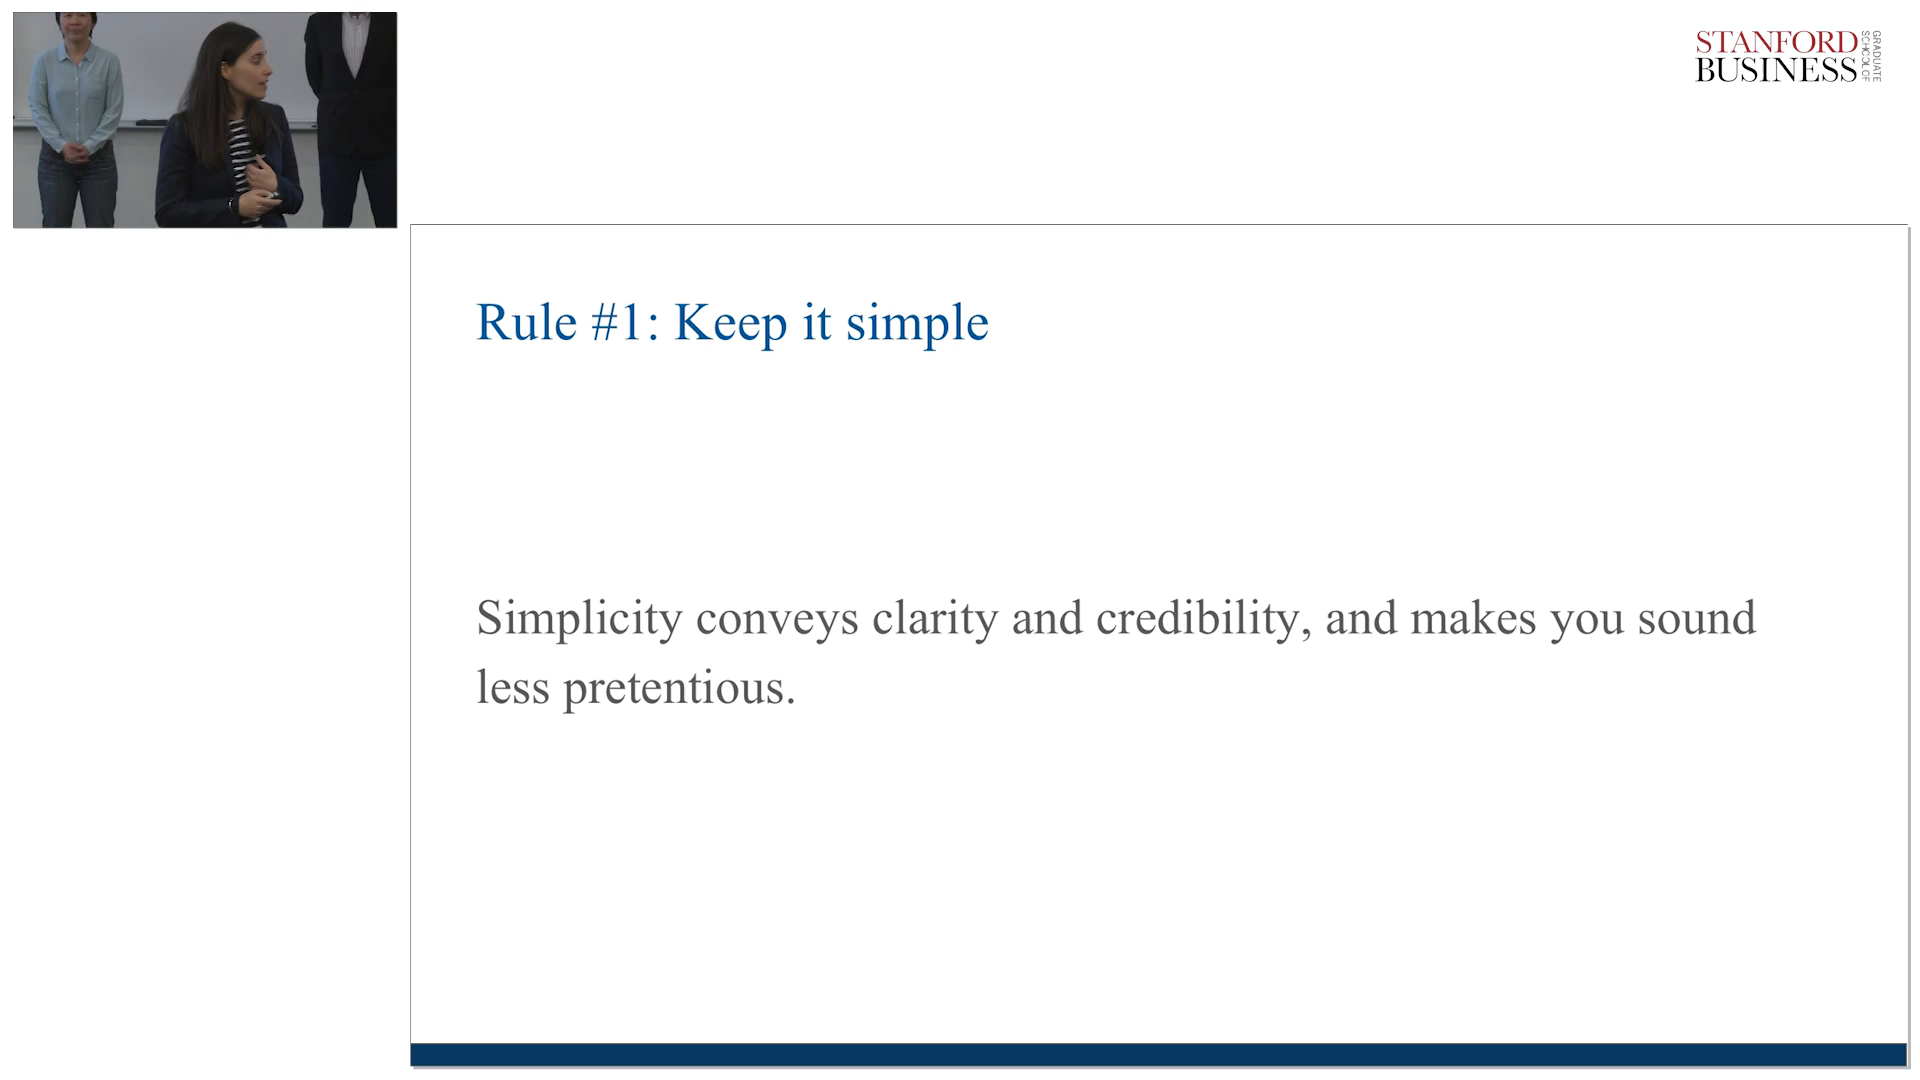 STANFORD
BUSINESS
GRADUATE
SCHOOL OF
Rule #1: Keep it simple
Simplicity conveys clarity and credibility, and makes you sound
less pretentious.